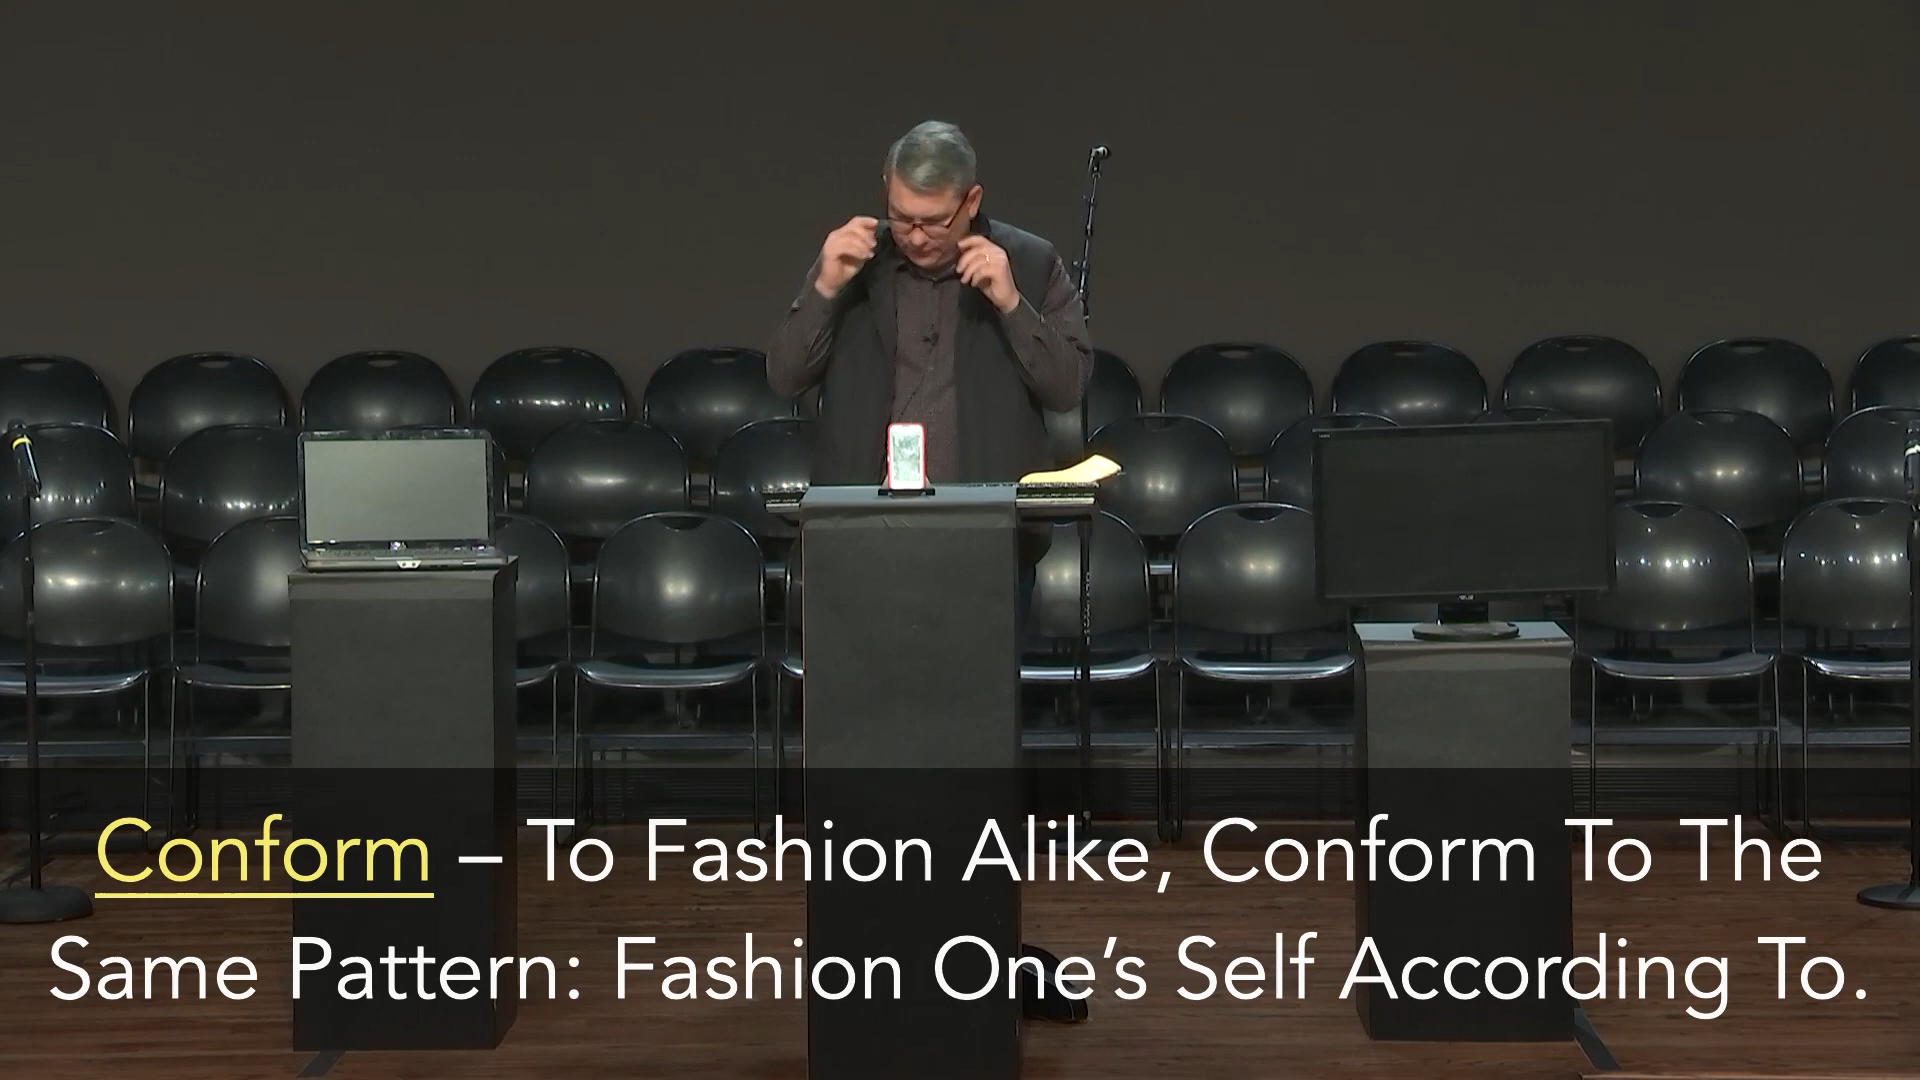 Conform – To Fashion Alike, Conform To The
Same Pattern: Fashion One’s Self According To.